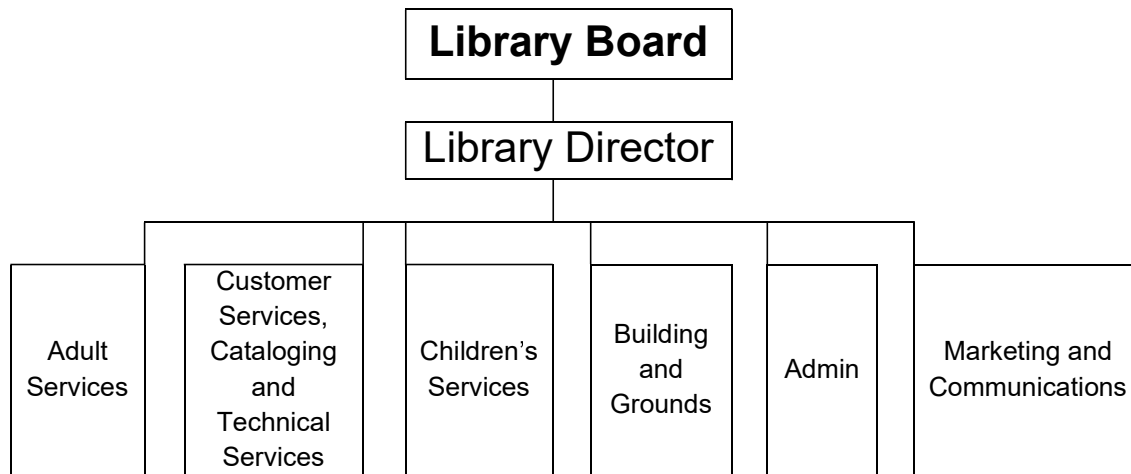 Library Board
Library Director
Adult
Services
Customer
Services,
Cataloging
and
Technical
Services
Children’s
Services
Building
and
Grounds
Admin
Marketing and
Communications